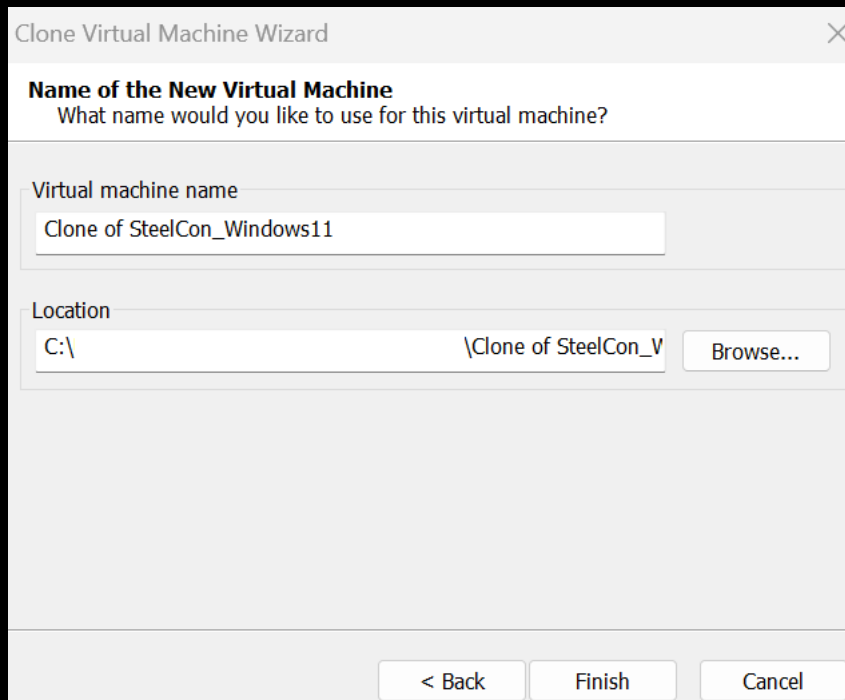 Clone Virtual Machine Wizard
Name of the New Virtual Machine
What name would you like to use for this virtual machine?
Virtual machine name
Clone of SteelCon_Windows11
Location
C:\ \Clone of SteelCon_W
Browse...
< Back Finish Cancel